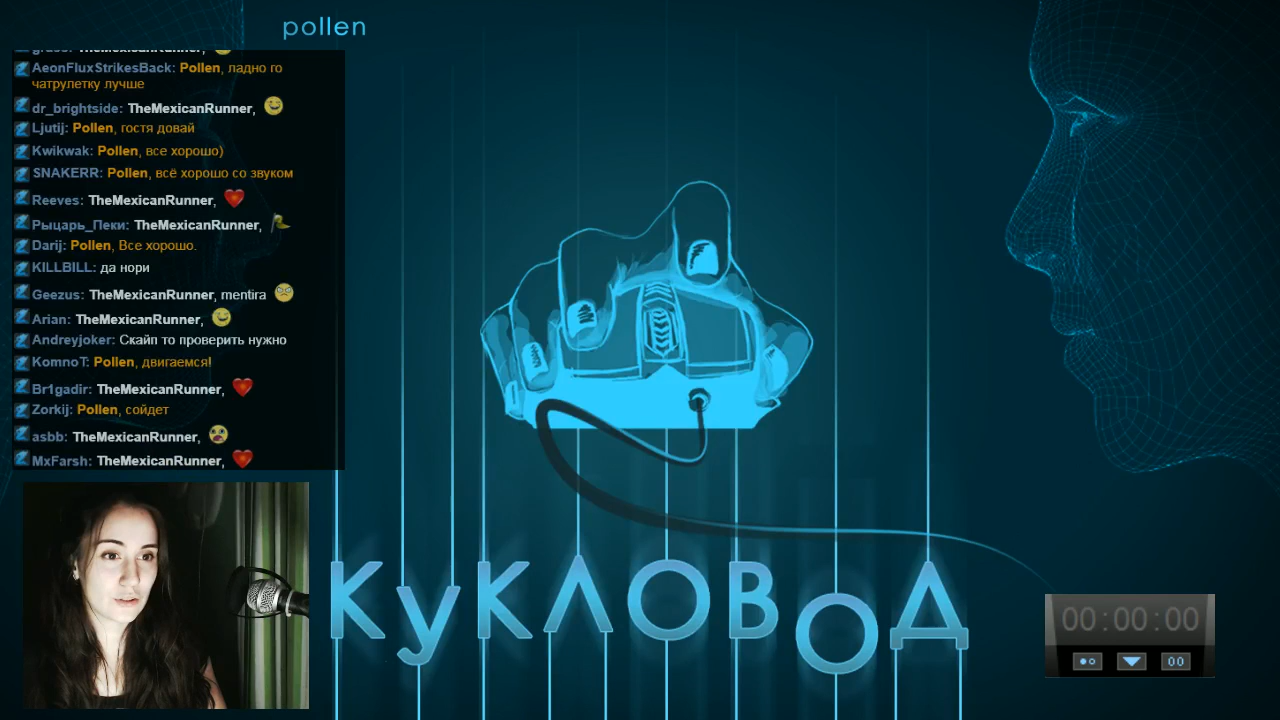 pollen
TheMexicanRunner,
AeonFluxStrikesBack: Pollen, ладно го
чатрулетку лучше
dr_brightside: TheMexicanRunner,
Ljutij: Pollen, гостя довай
Kwikwak: Pollen, все хорошо)
SNAKERR: Pollen, всё хорошо со звуком
Reeves: TheMexicanRunner,
Рыцарь_Пеки: TheMexicanRunner,
Darij: Pollen, Все хорошо.
KILLBILL: да нори
Geezus: TheMexicanRunner, mentira
Arian: TheMexicanRunner,
Andreyjoker: Скайп то проверить нужно
KomnoT: Pollen, двигаемся!
Br1gadir: TheMexicanRunner,
Zorkij: Pollen, сойдет
asbb: TheMexicanRunner,
MxFarsh: TheMexicanRunner,
КуКЛОВОД
00:00:00
00